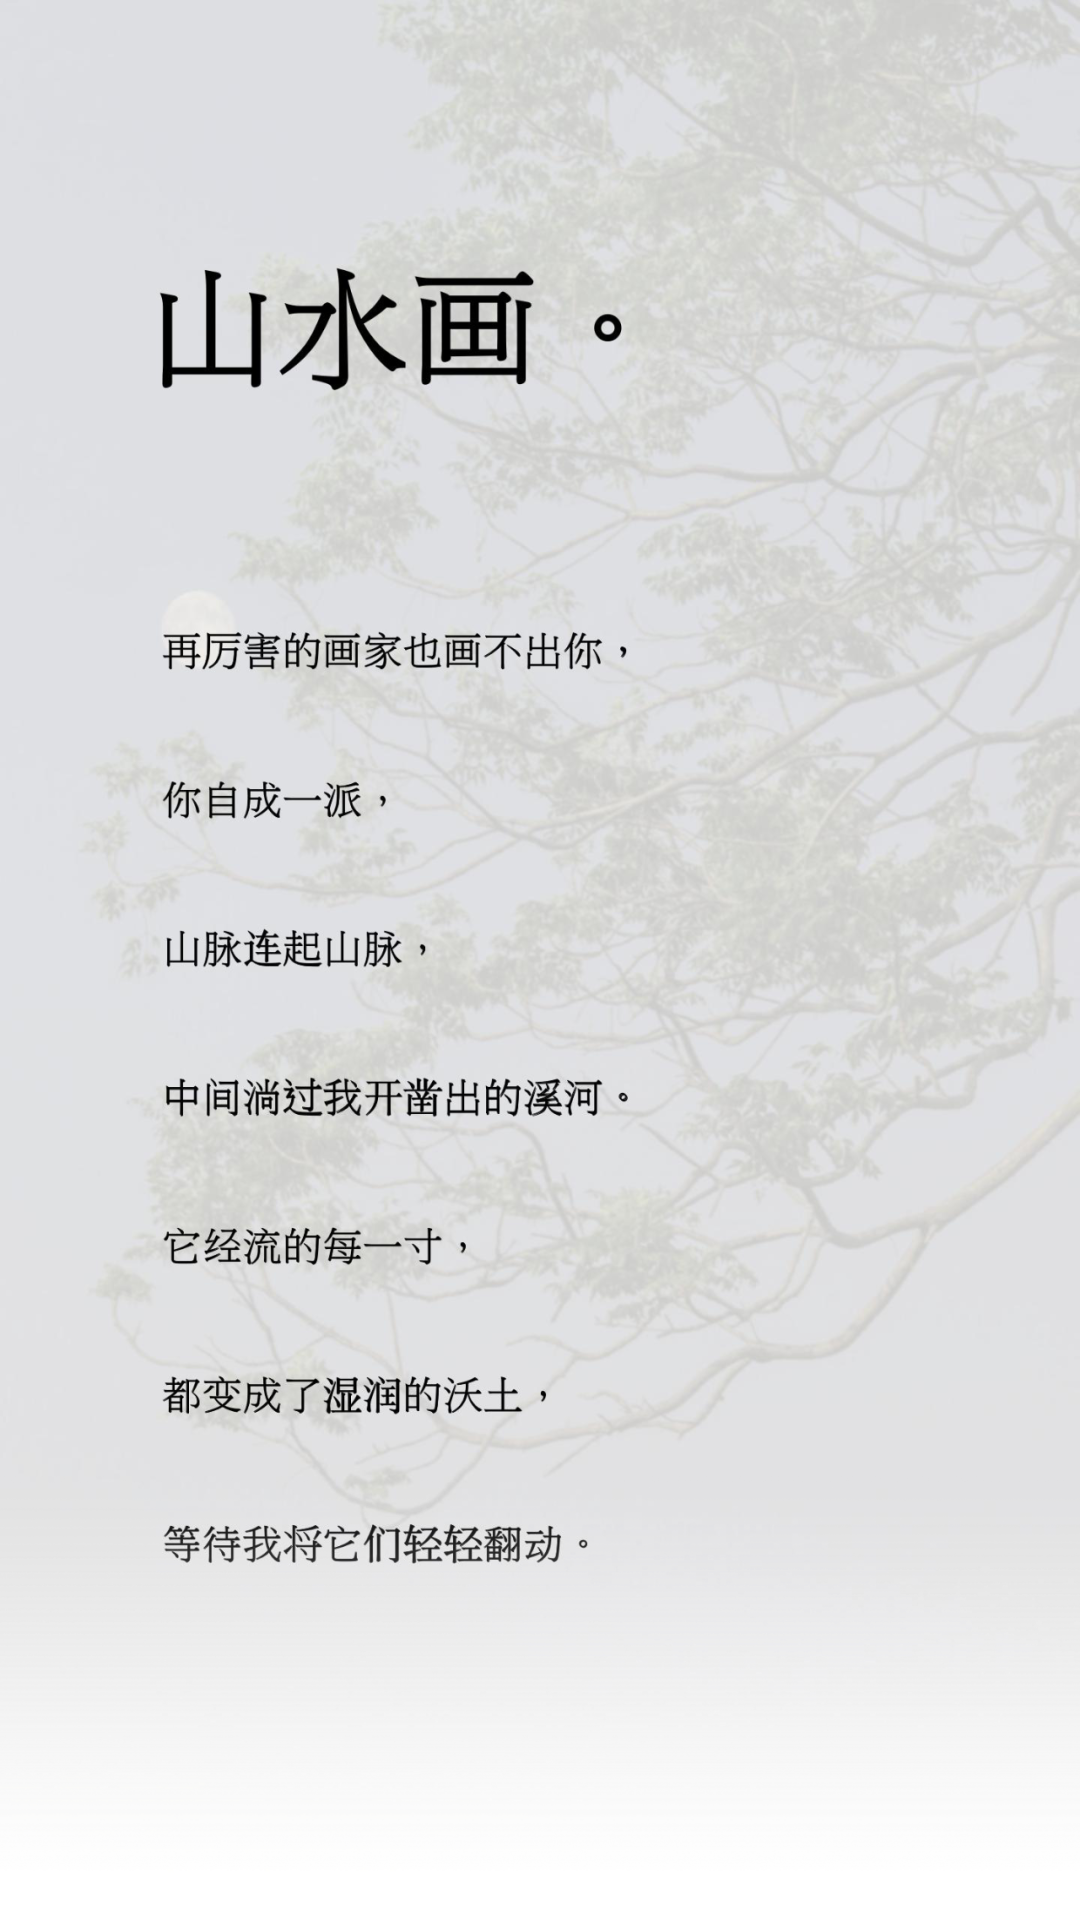 山水画。
再厉害的画家也画不出你，
你自成一派，
山脉连起山脉，
中间淌过我开凿出的溪河。
它经流的每一寸，
都变成了湿润的沃土，
等待我将它们轻轻翻动。